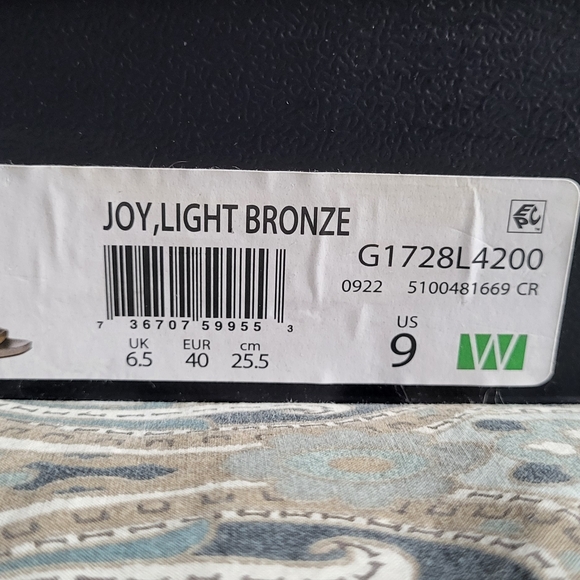 JOY,LIGHT BRONZE
G1728L4200
0922 5100481669 CR
7 36707 59955 3
UK EUR cm
6.5 40 25.5
US
9 W